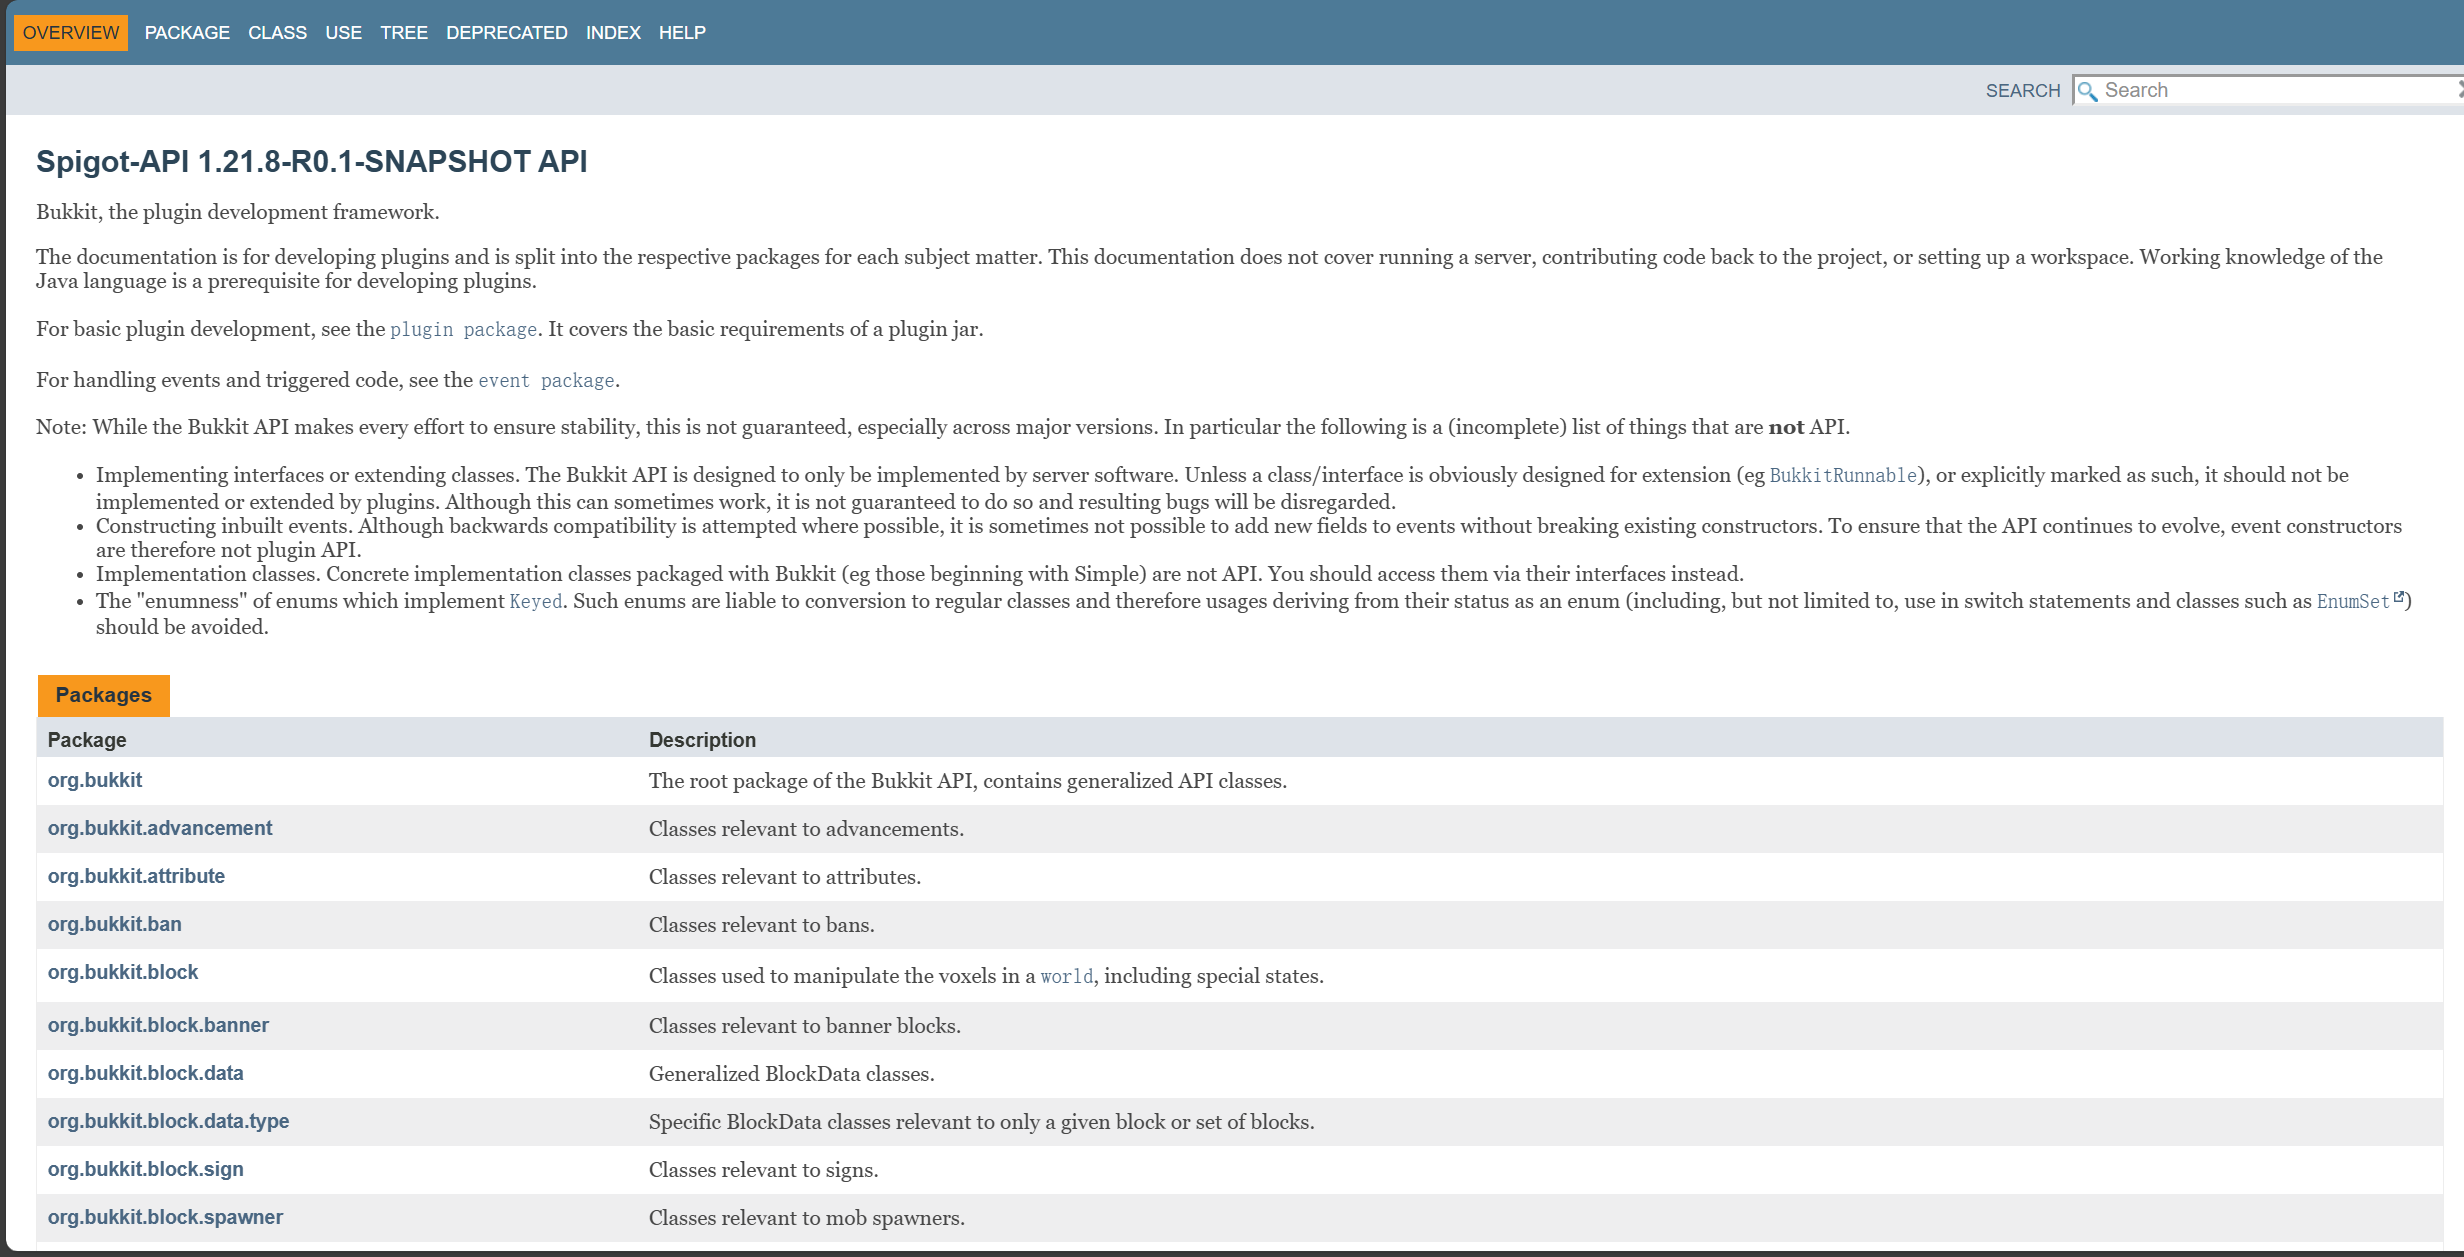 OVERVIEW PACKAGE CLASS USE TREE DEPRECATED INDEX HELP
SEARCH Search
Spigot-API 1.21.8-R0.1-SNAPSHOT API
Bukkit, the plugin development framework.
The documentation is for developing plugins and is split into the respective packages for each subject matter. This documentation does not cover running a server, contributing code back to the project, or setting up a workspace. Working knowledge of the
Java language is a prerequisite for developing plugins.
For basic plugin development, see the plugin package. It covers the basic requirements of a plugin jar.
For handling events and triggered code, see the event package.
Note: While the Bukkit API makes every effort to ensure stability, this is not guaranteed, especially across major versions. In particular the following is a (incomplete) list of things that are not API.
• Implementing interfaces or extending classes. The Bukkit API is designed to only be implemented by server software. Unless a class/interface is obviously designed for extension (eg BukkitRunnable), or explicitly marked as such, it should not be
implemented or extended by plugins. Although this can sometimes work, it is not guaranteed to do so and resulting bugs will be disregarded.
• Constructing inbuilt events. Although backwards compatibility is attempted where possible, it is sometimes not possible to add new fields to events without breaking existing constructors. To ensure that the API continues to evolve, event constructors
are therefore not plugin API.
• Implementation classes. Concrete implementation classes packaged with Bukkit (eg those beginning with Simple) are not API. You should access them via their interfaces instead.
• The "enumness" of enums which implement Keyed. Such enums are liable to conversion to regular classes and therefore usages deriving from their status as an enum (including, but not limited to, use in switch statements and classes such as EnumSet)
should be avoided.
Packages
Package Description
org.bukkit The root package of the Bukkit API, contains generalized API classes.
org.bukkit.advancement Classes relevant to advancements.
org.bukkit.attribute Classes relevant to attributes.
org.bukkit.ban Classes relevant to bans.
org.bukkit.block Classes used to manipulate the voxels in a world, including special states.
org.bukkit.block.banner Classes relevant to banner blocks.
org.bukkit.block.data Generalized BlockData classes.
org.bukkit.block.data.type Specific BlockData classes relevant to only a given block or set of blocks.
org.bukkit.block.sign Classes relevant to signs.
org.bukkit.block.spawner Classes relevant to mob spawners.